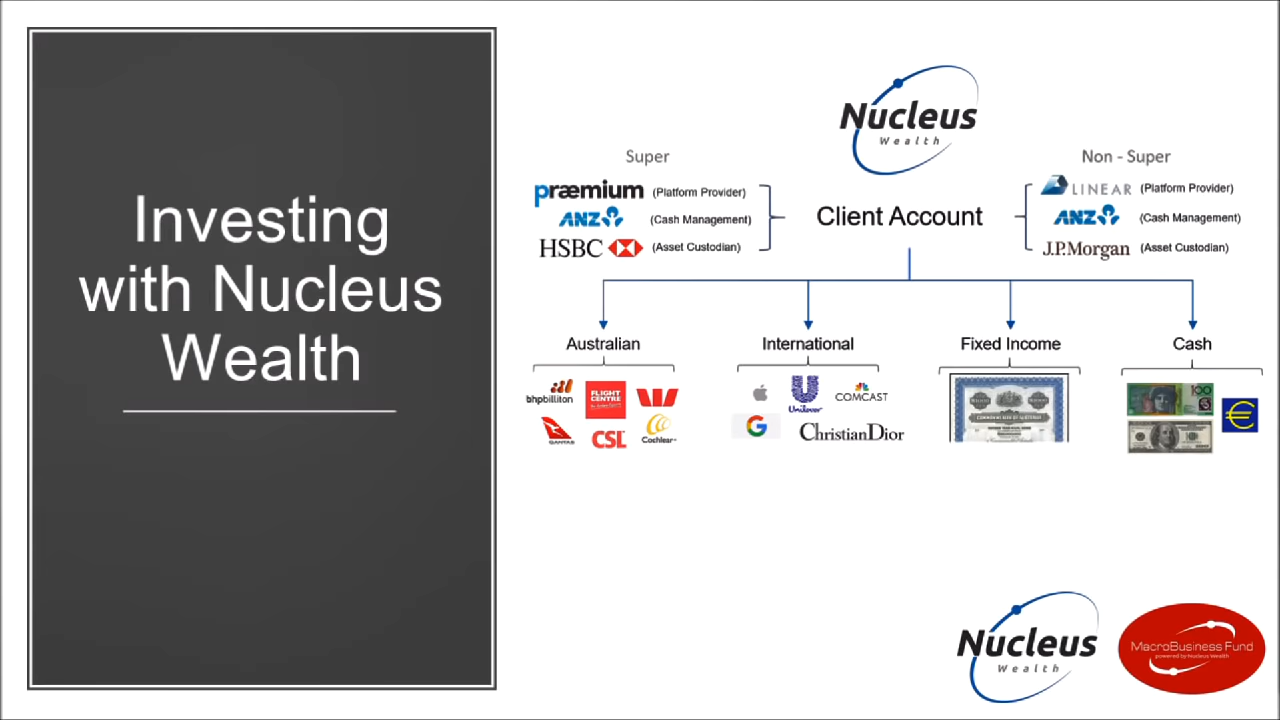 Investing
with Nucleus
Wealth
Nucleus
Wealth
Super
Non - Super
præmium (Platform Provider)
ANZ (Cash Management)
HSBC (Asset Custodian)
Client Account
LINEAR (Platform Provider)
ANZ (Cash Management)
J.P.Morgan (Asset Custodian)
Australian
International
Fixed Income
Cash
bhpbilliton
FLIGHT
CENTRE
QANTAS
CSL
Cochlear
Unilever
COMCAST
G
ChristianDior
100
100
€
Nucleus
Wealth
MacroBusiness Fund
powered by Nucleus Wealth